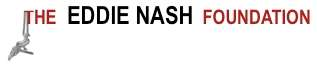 THE EDDIE NASH FOUNDATION